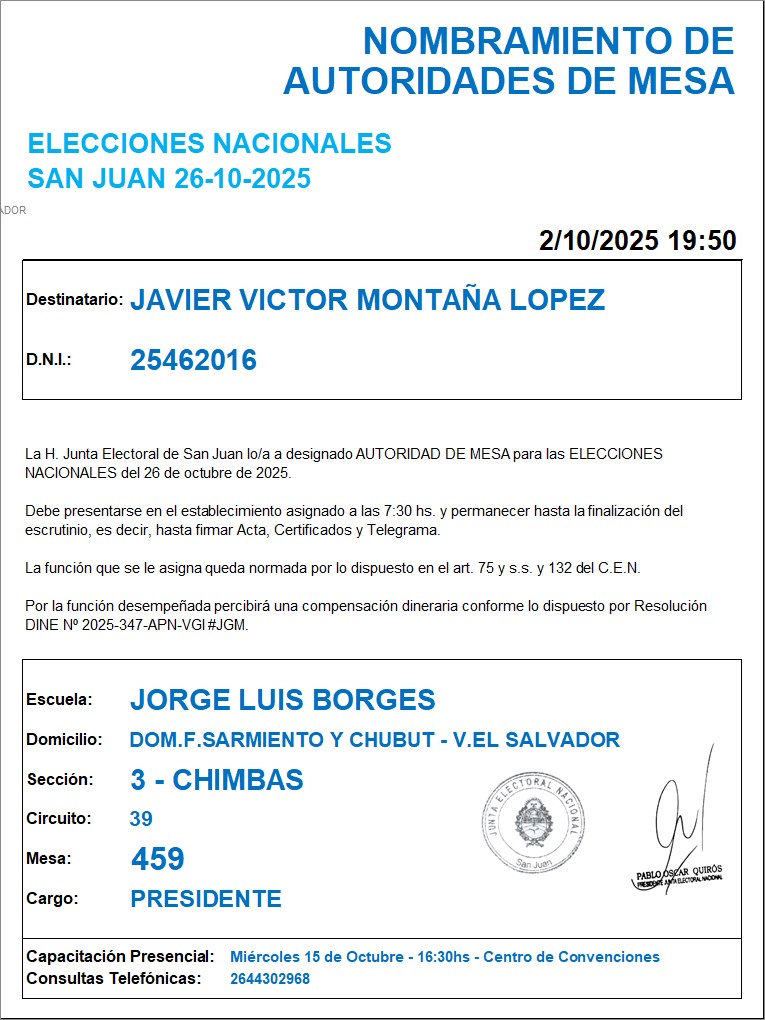 NOMBRAMIENTO DE
AUTORIDADES DE MESA
ELECCIONES NACIONALES
SAN JUAN 26-10-2025
ADOR
2/10/2025 19:50
Destinatario: JAVIER VICTOR MONTAÑA LOPEZ
D.N.I.: 25462016
La H. Junta Electoral de San Juan lo/a a designado AUTORIDAD DE MESA para las ELECCIONES
NACIONALES del 26 de octubre de 2025.
Debe presentarse en el establecimiento asignado a las 7:30 hs. y permanecer hasta la finalización del
escrutinio, es decir, hasta firmar Acta, Certificados y Telegrama.
La función que se le asigna queda normada por lo dispuesto en el art. 75 y s.s. y 132 del C.E.N.
Por la función desempeñada percibirá una compensación dineraria conforme lo dispuesto por Resolución
DINE Nº 2025-347-APN-VGI#JGM.
Escuela: JORGE LUIS BORGES
Domicilio: DOM.F.SARMIENTO Y CHUBUT - V.EL SALVADOR
Sección: 3 - CHIMBAS
Circuito: 39
Mesa: 459
Cargo: PRESIDENTE
JUNTA ELECTORAL NACIONAL
San Juan
PABLO OSCAR QUIRÓS
PRESIDENTE JUNTA ELECTORAL NACIONAL
Capacitación Presencial: Miércoles 15 de Octubre - 16:30hs - Centro de Convenciones
Consultas Telefónicas: 2644302968